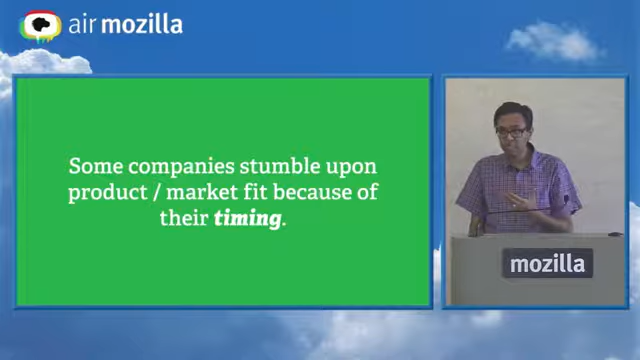 air mozilla
Some companies stumble upon
product / market fit because of
their timing.
mozilla